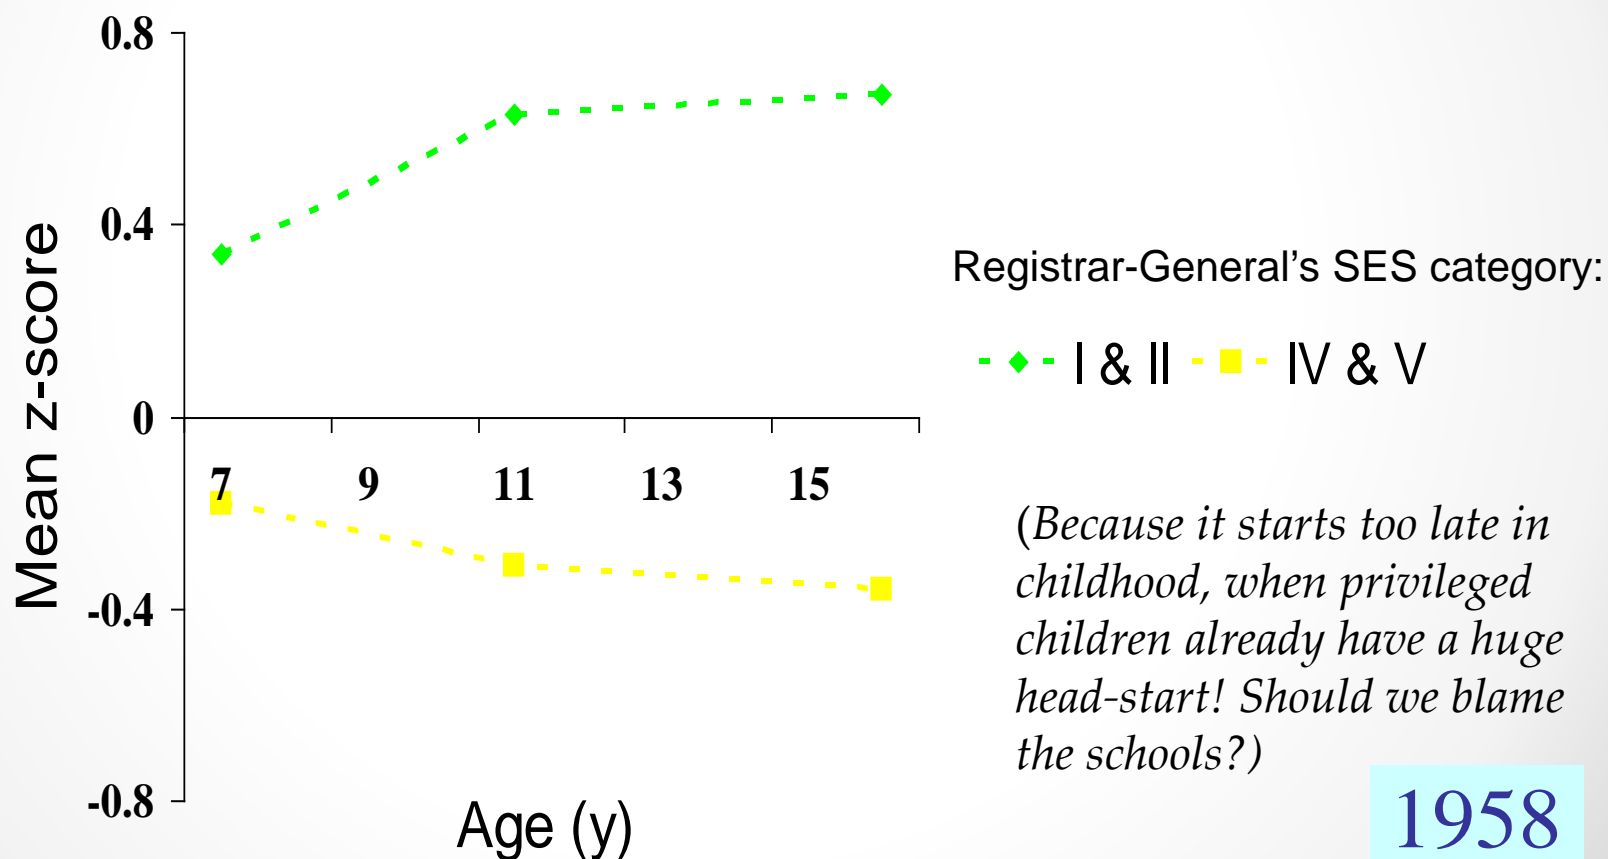 0.8
0.4
0
-0.4
-0.8
Mean z-score
7 9 11 13 15
Age (y)
Registrar-General's SES category:
I & II IV & V
(Because it starts too late in
childhood, when privileged
children already have a huge
head-start! Should we blame
the schools?)
1958